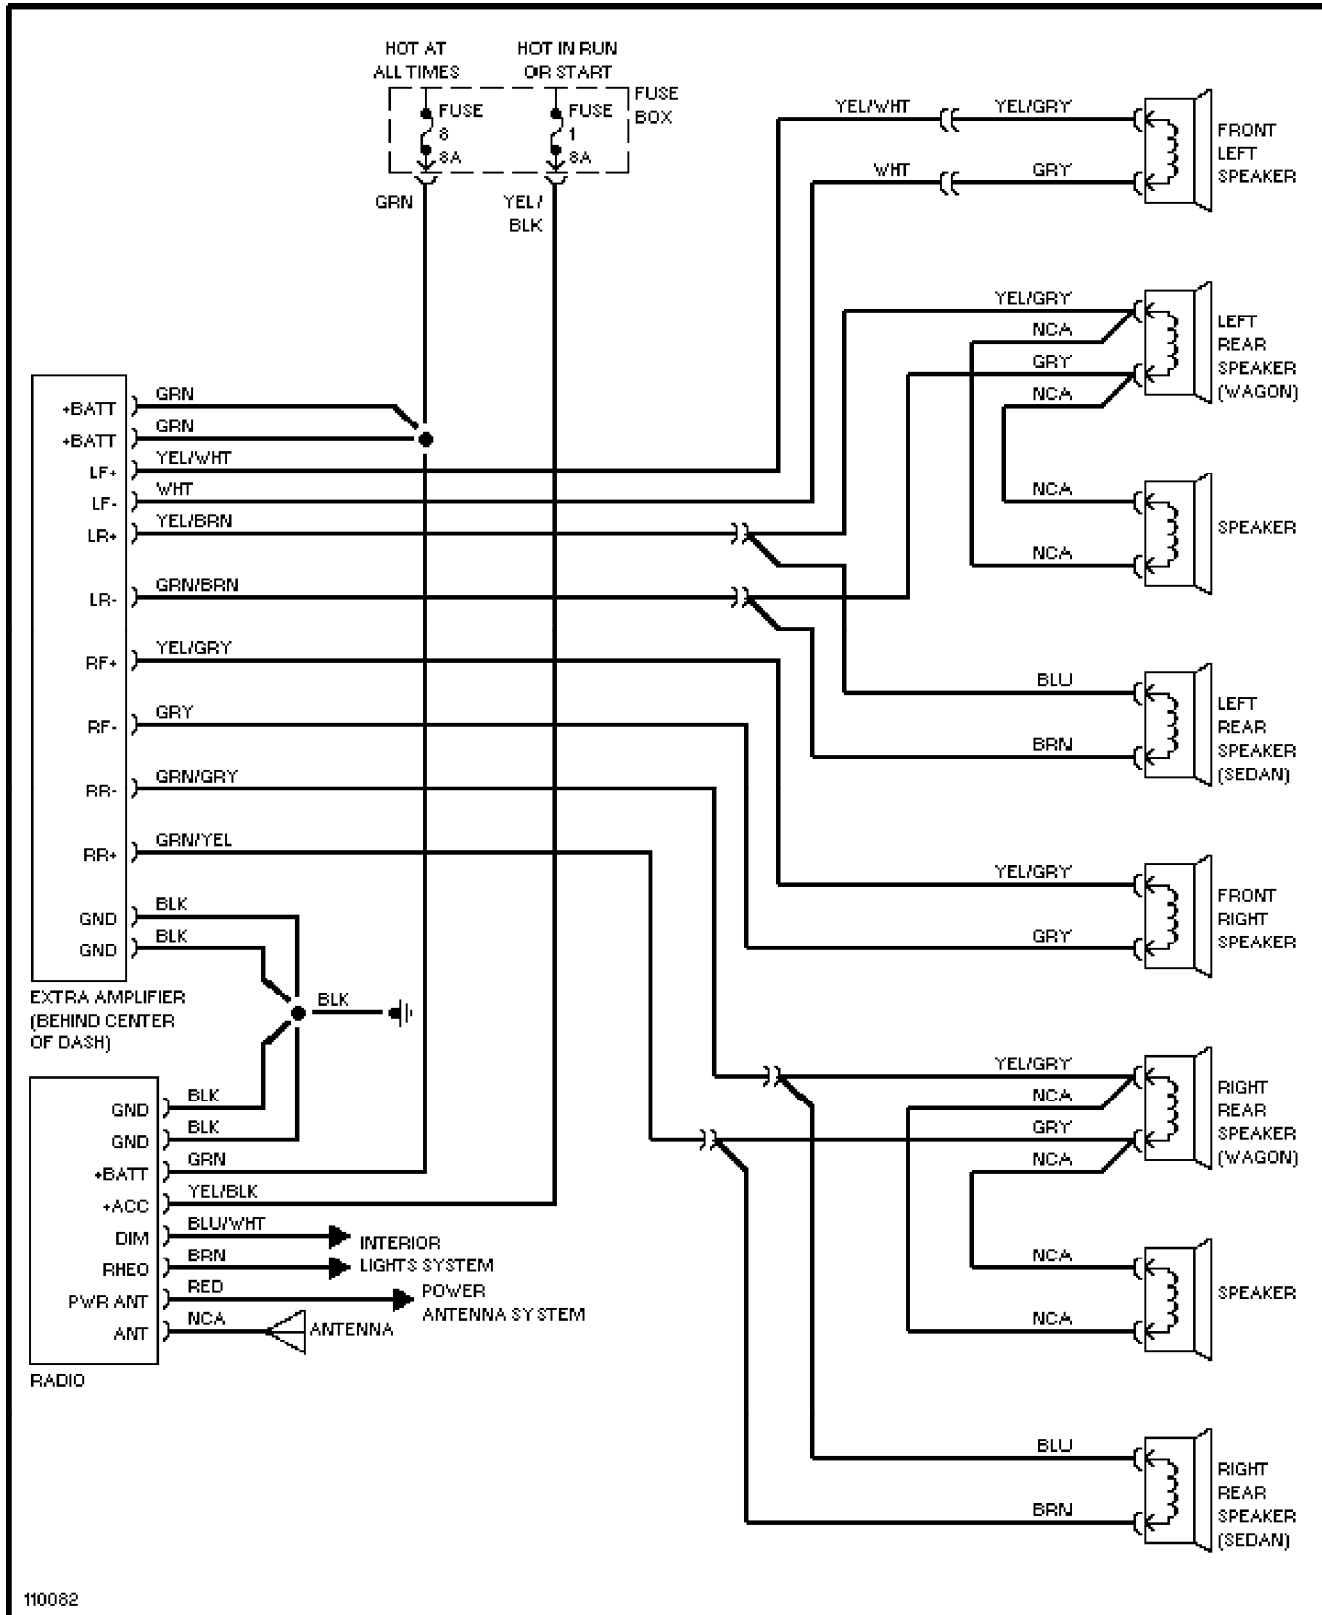 HOT AT
ALL TIMES
HOT IN RUN
OR START
FUSE
8
8A
FUSE
1
8A
FUSE
BOX
GRN
YEL/
BLK
YEL/WHT
YEL/GRY
WHT
GRY
FRONT
LEFT
SPEAKER
YEL/GRY
NCA
GRY
NCA
LEFT
REAR
SPEAKER
(WAGON)
NCA
NCA
SPEAKER
BLU
BRN
LEFT
REAR
SPEAKER
(SEDAN)
YEL/GRY
GRY
FRONT
RIGHT
SPEAKER
YEL/GRY
NCA
GRY
NCA
RIGHT
REAR
SPEAKER
(WAGON)
NCA
NCA
SPEAKER
BLU
BRN
RIGHT
REAR
SPEAKER
(SEDAN)
+BATT GRN
+BATT GRN
LF+ YEL/WHT
LF- WHT
LR+ YEL/BRN
LR- GRN/BRN
RF+ YEL/GRY
RF- GRY
RR- GRN/GRY
RR+ GRN/YEL
GND BLK
GND BLK
BLK
EXTRA AMPLIFIER
(BEHIND CENTER
OF DASH)
GND BLK
GND BLK
+BATT GRN
+ACC YEL/BLK
DIM BLU/WHT
RHEO BRN
PWR ANT RED
ANT NCA
INTERIOR
LIGHTS SYSTEM
POWER
ANTENNA SYSTEM
ANTENNA
RADIO
110082